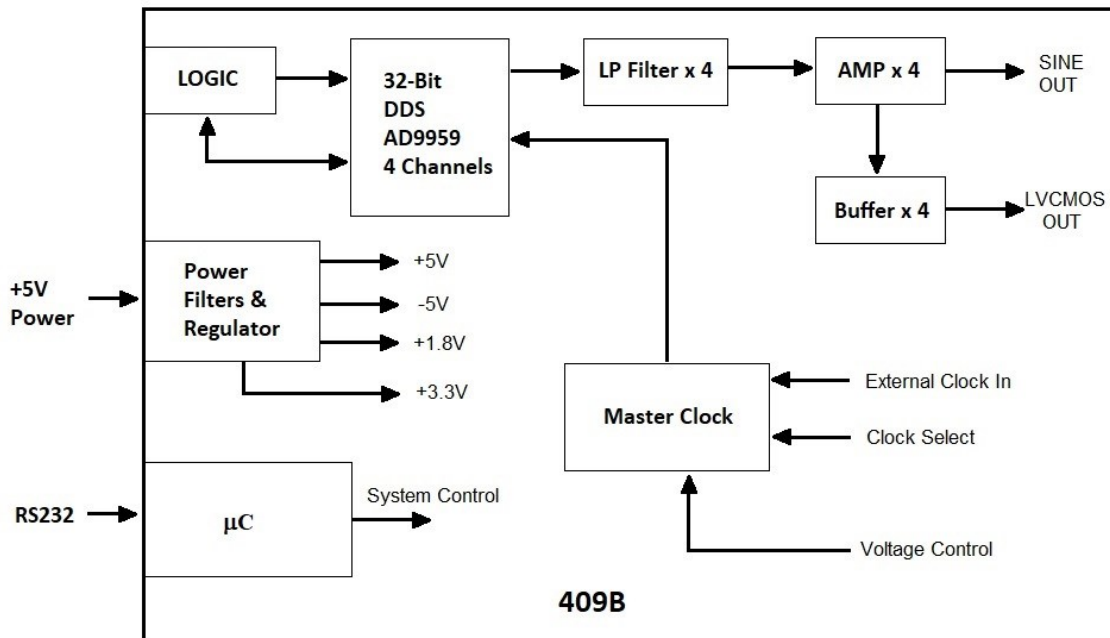 LOGIC
32-Bit
DDS
AD9959
4 Channels
LP Filter x 4
AMP x 4
SINE
OUT
Buffer x 4
LVCMOS
OUT
+5V
Power
Power
Filters &
Regulator
+5V
-5V
+1.8V
+3.3V
Master Clock
External Clock In
Clock Select
Voltage Control
RS232
µC
System Control
409B